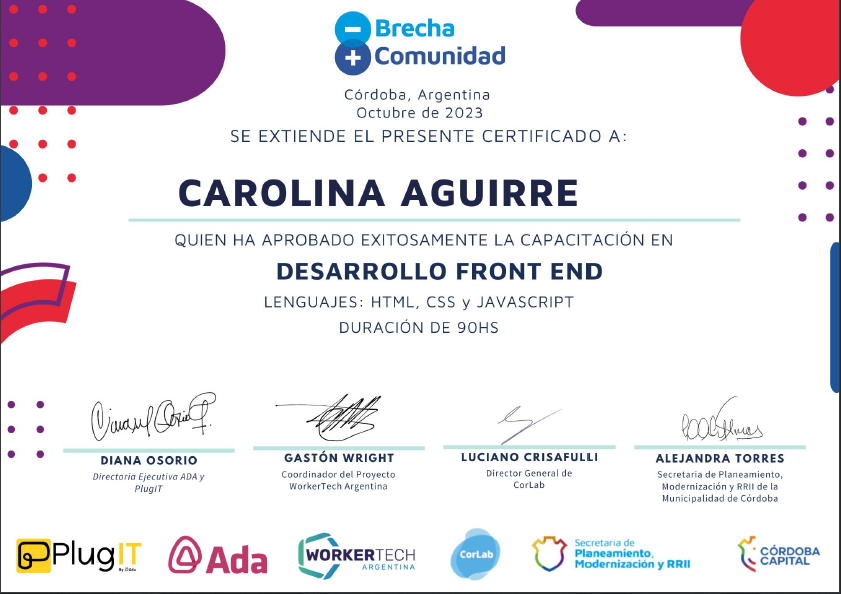 Brecha
Comunidad
Córdoba, Argentina
Octubre de 2023
SE EXTIENDE EL PRESENTE CERTIFICADO A:
CAROLINA AGUIRRE
QUIEN HA APROBADO EXITOSAMENTE LA CAPACITACIÓN EN
DESARROLLO FRONT END
LENGUAJES: HTML, CSS y JAVASCRIPT
DURACIÓN DE 90HS
DIANA OSORIO
Directoria Ejecutiva ADA y
PlugIT
GASTÓN WRIGHT
Coordinador del Proyecto
WorkerTech Argentina
LUCIANO CRISAFULLI
Director General de
CorLab
ALEJANDRA TORRES
Secretaria de Planeamiento,
Modernización y RRII de la
Municipalidad de Córdoba
PlugIT
Ada
WORKERTECH
ARGENTINA
CorLab
Secretaría de
Planeamiento,
Modernización y RRII
CÓRDOBA
CAPITAL